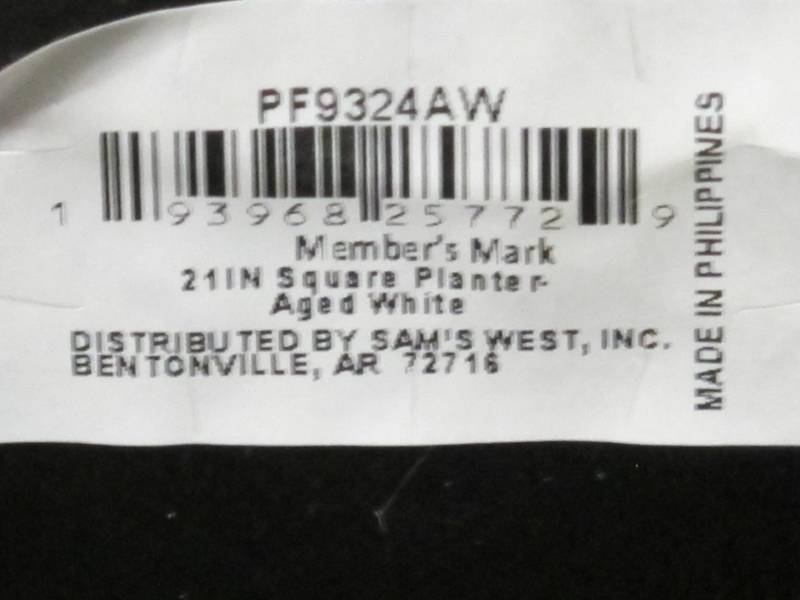 PF9324AW
1 93968 25772 9
Member's Mark
21IN Square Planter-
Aged White
DISTRIBUTED BY SAM'S WEST, INC.
BENTONVILLE, AR 72716
MADE IN PHILIPPINES